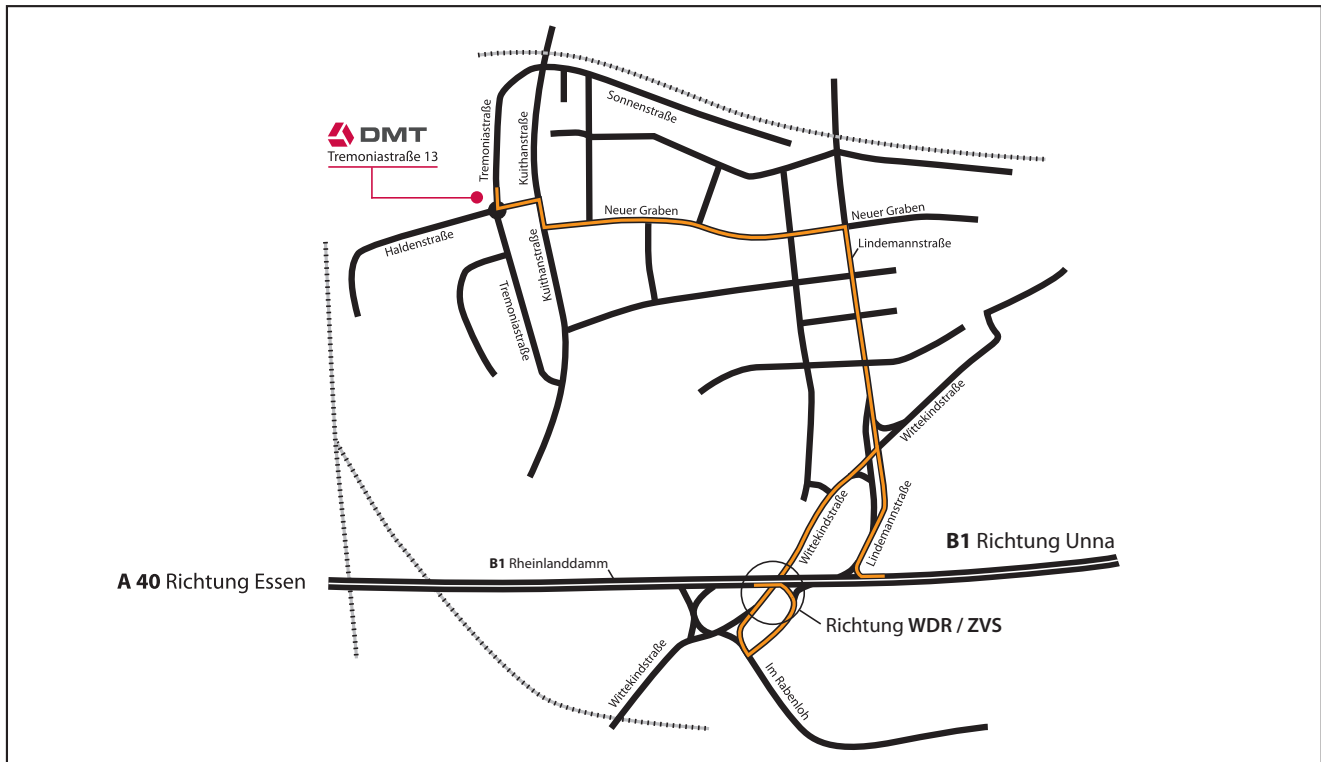 Sonnenstraße
Tremoniastraße
Kuithanstraße
DMT
Tremoniastraße 13
Neuer Graben
Neuer Graben
Lindemannstraße
Haldenstraße
Kuithanstraße
Tremoniastraße
Wittekindstraße
Wittekindstraße
Lindemannstraße
B1 Richtung Unna
B1 Rheinlanddamm
A 40 Richtung Essen
Richtung WDR / ZVS
Wittekindstraße
Im Rabenloh